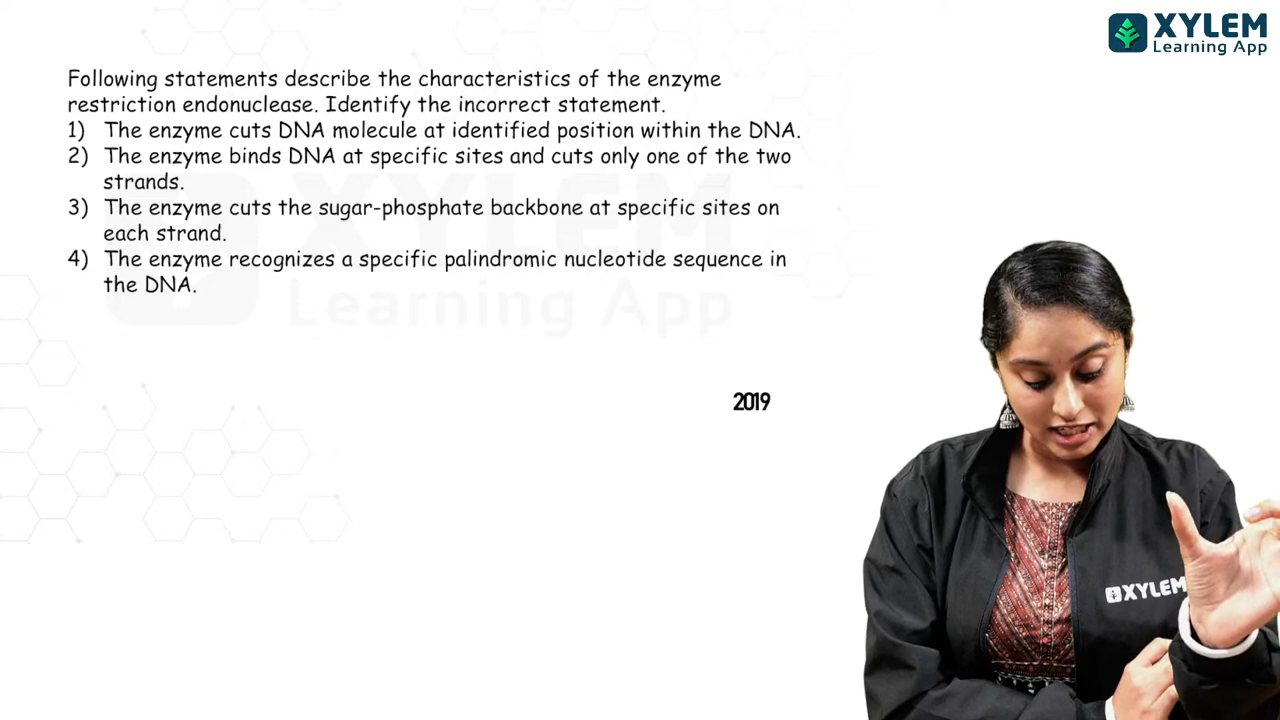 XYLEM
Learning App
Following statements describe the characteristics of the enzyme
restriction endonuclease. Identify the incorrect statement.
1) The enzyme cuts DNA molecule at identified position within the DNA.
2) The enzyme binds DNA at specific sites and cuts only one of the two
strands.
3) The enzyme cuts the sugar-phosphate backbone at specific sites on
each strand.
4) The enzyme recognizes a specific palindromic nucleotide sequence in
the DNA.
XYLEM
Learning App
2019
XYLEM